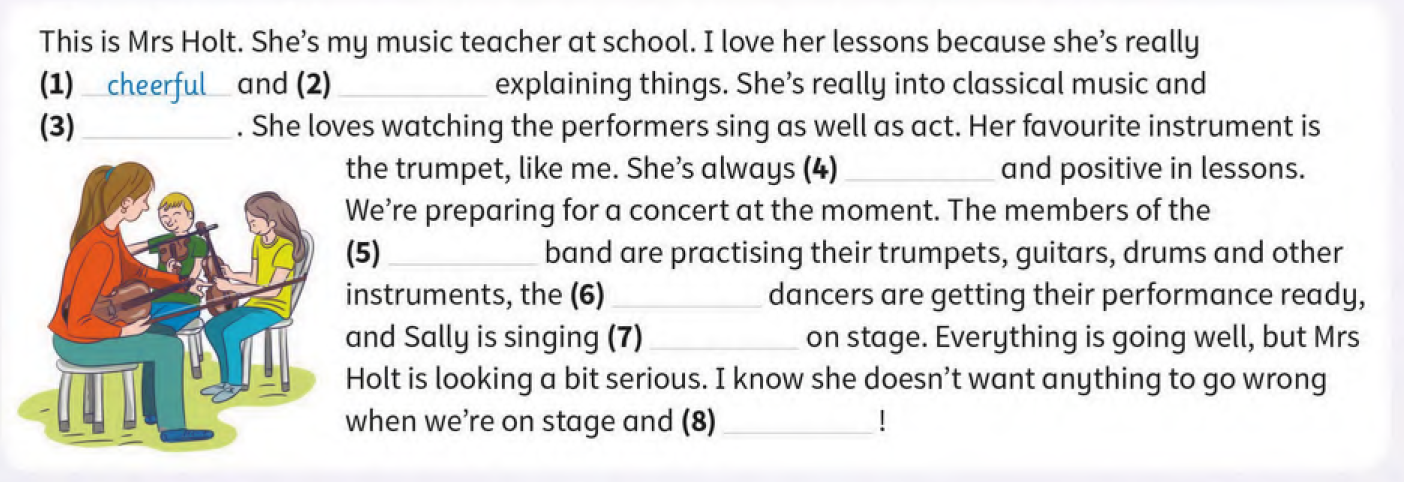 This is Mrs Holt. She's my music teacher at school. I love her lessons because she's really
(1) cheerful and (2) __________ explaining things. She's really into classical music and
(3) __________ . She loves watching the performers sing as well as act. Her favourite instrument is
the trumpet, like me. She's always (4) __________ and positive in lessons.
We're preparing for a concert at the moment. The members of the
(5) __________ band are practising their trumpets, guitars, drums and other
instruments, the (6) __________ dancers are getting their performance ready,
and Sally is singing (7) __________ on stage. Everything is going well, but Mrs
Holt is looking a bit serious. I know she doesn't want anything to go wrong
when we're on stage and (8) __________ !